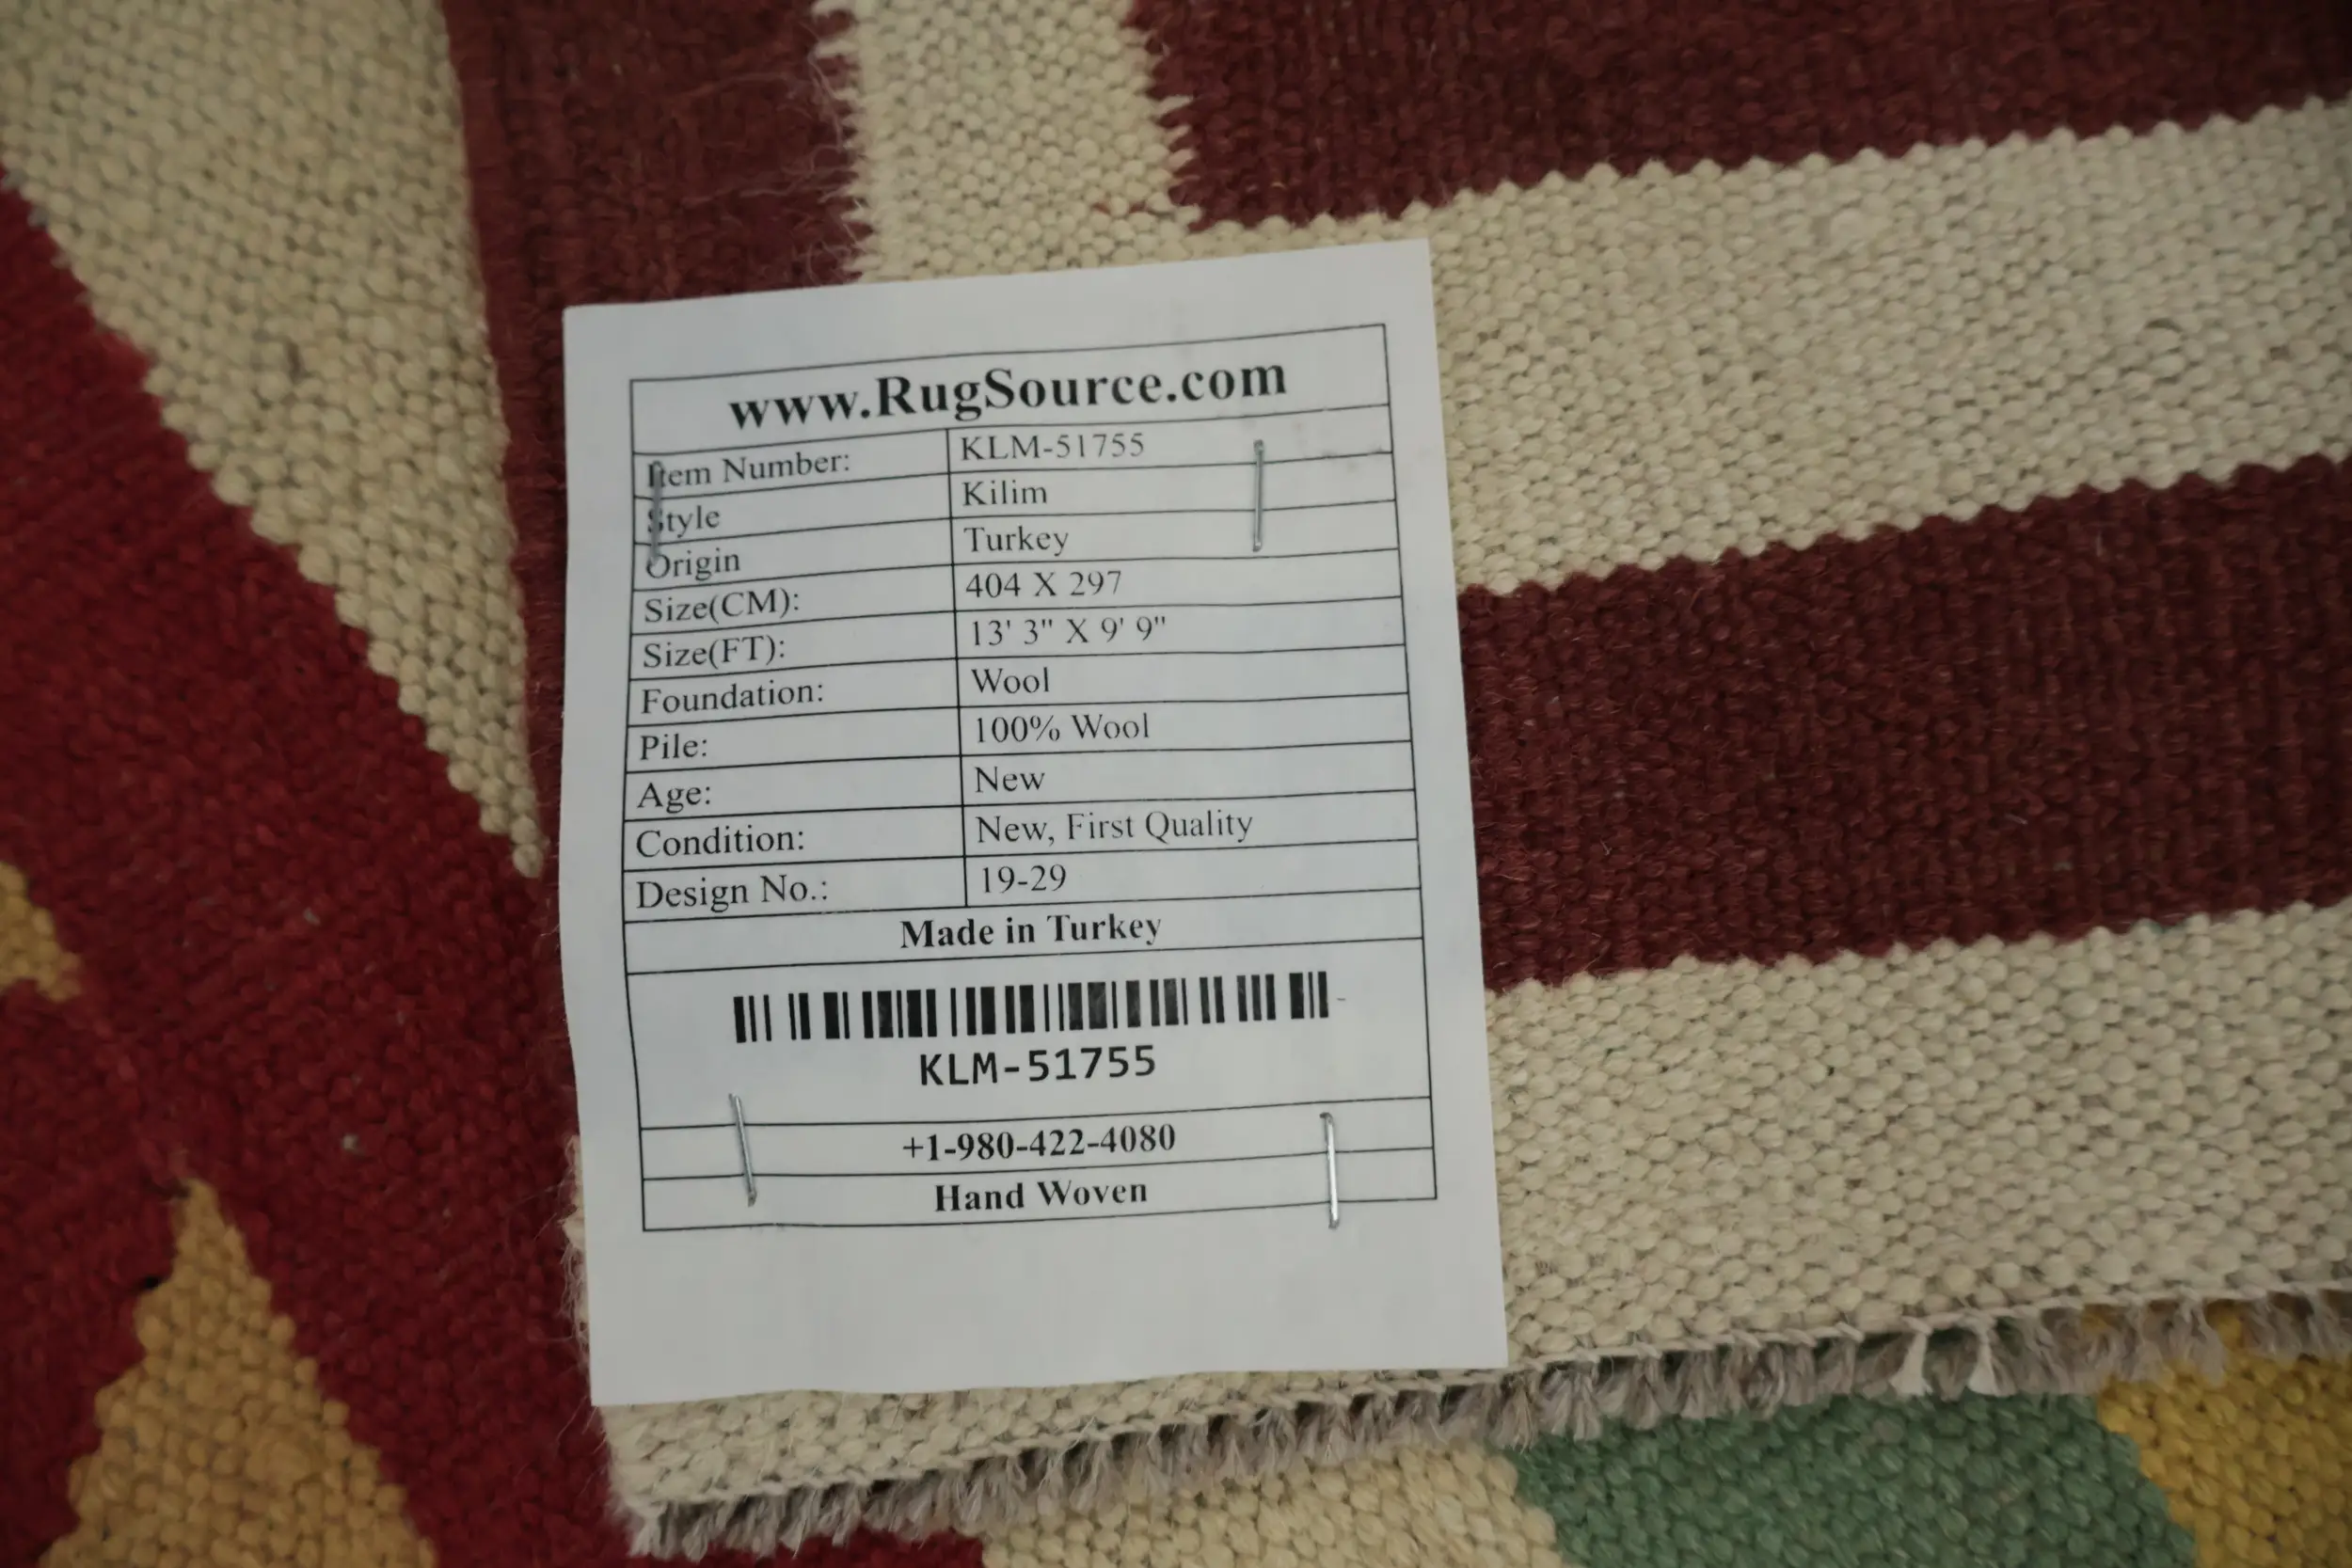 www.RugSource.com
Item Number: KLM-51755
Style Kilim
Origin Turkey
Size(CM): 404 X 297
Size(FT): 13' 3" X 9' 9"
Foundation: Wool
Pile: 100% Wool
Age: New
Condition: New, First Quality
Design No.: 19-29
Made in Turkey
KLM-51755
+1-980-422-4080
Hand Woven